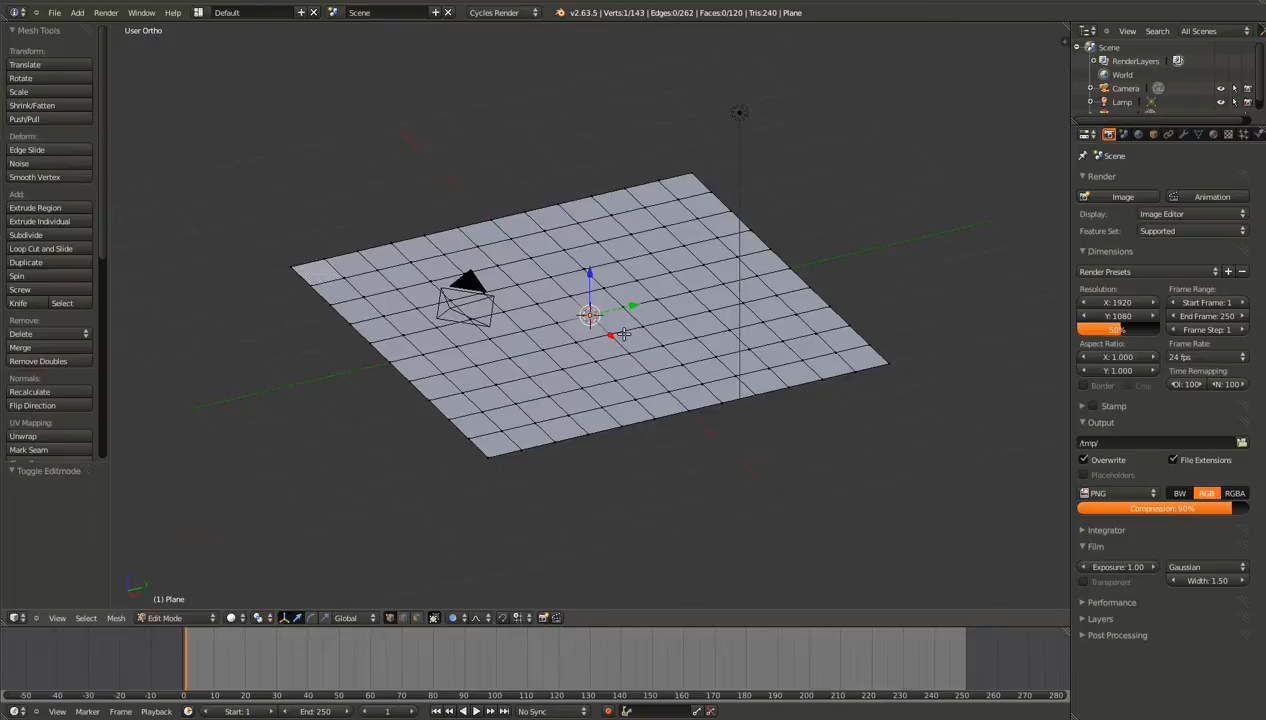 File Add Render Window Help Default Scene Cycles Render v2.63.5 | Verts:1/143 | Edges:0/262 | Faces:0/120 | Tris:240 | Plane
Mesh Tools
Transform:
Translate
Rotate
Scale
Shrink/Fatten
Push/Pull
Deform:
Edge Slide
Noise
Smooth Vertex
Add:
Extrude Region
Extrude Individual
Subdivide
Loop Cut and Slide
Duplicate
Spin
Screw
Knife Select
Remove:
Delete
Merge
Remove Doubles
Normals:
Recalculate
Flip Direction
UV Mapping:
Unwrap
Mark Seam
Toggle Editmode
User Ortho
(1) Plane
View Select Mesh Edit Mode Global
View Search All Scenes
Scene
RenderLayers
World
Camera
Lamp
Scene
Render
Image Animation
Display: Image Editor
Feature Set: Supported
Dimensions
Render Presets
Resolution: Frame Range:
X: 1920 Start Frame: 1
Y: 1080 End Frame: 250
50% Frame Step: 1
Aspect Ratio: Frame Rate:
X: 1.000 24 fps
Y: 1.000 Time Remapping:
Border Crop :100 N: 100
Stamp
Output
/tmp/
Overwrite File Extensions
Placeholders
PNG BW RGB RGBA
Compression: 90%
Integrator
Film
Exposure: 1.00 Gaussian
Transparent Width: 1.50
Performance
Layers
Post Processing
-50 -40 -30 -20 -10 0 10 20 30 40 50 60 70 80 90 100 110 120 130 140 150 160 170 180 190 200 210 220 230 240 250 260 270 280
View Marker Frame Playback Start: 1 End: 250 1 No Sync